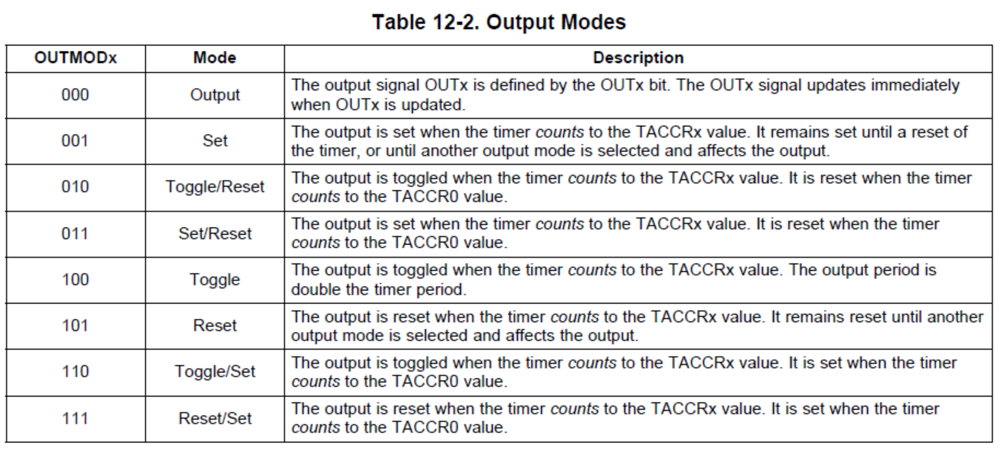 Table 12-2. Output Modes
OUTMODx Mode Description
000 Output The output signal OUTx is defined by the OUTx bit. The OUTx signal updates immediately
when OUTx is updated.
001 Set The output is set when the timer counts to the TACCRx value. It remains set until a reset of
the timer, or until another output mode is selected and affects the output.
010 Toggle/Reset The output is toggled when the timer counts to the TACCRx value. It is reset when the timer
counts to the TACCR0 value.
011 Set/Reset The output is set when the timer counts to the TACCRx value. It is reset when the timer
counts to the TACCR0 value.
100 Toggle The output is toggled when the timer counts to the TACCRx value. The output period is
double the timer period.
101 Reset The output is reset when the timer counts to the TACCRx value. It remains reset until another
output mode is selected and affects the output.
110 Toggle/Set The output is toggled when the timer counts to the TACCRx value. It is set when the timer
counts to the TACCR0 value.
111 Reset/Set The output is reset when the timer counts to the TACCRx value. It is set when the timer
counts to the TACCR0 value.